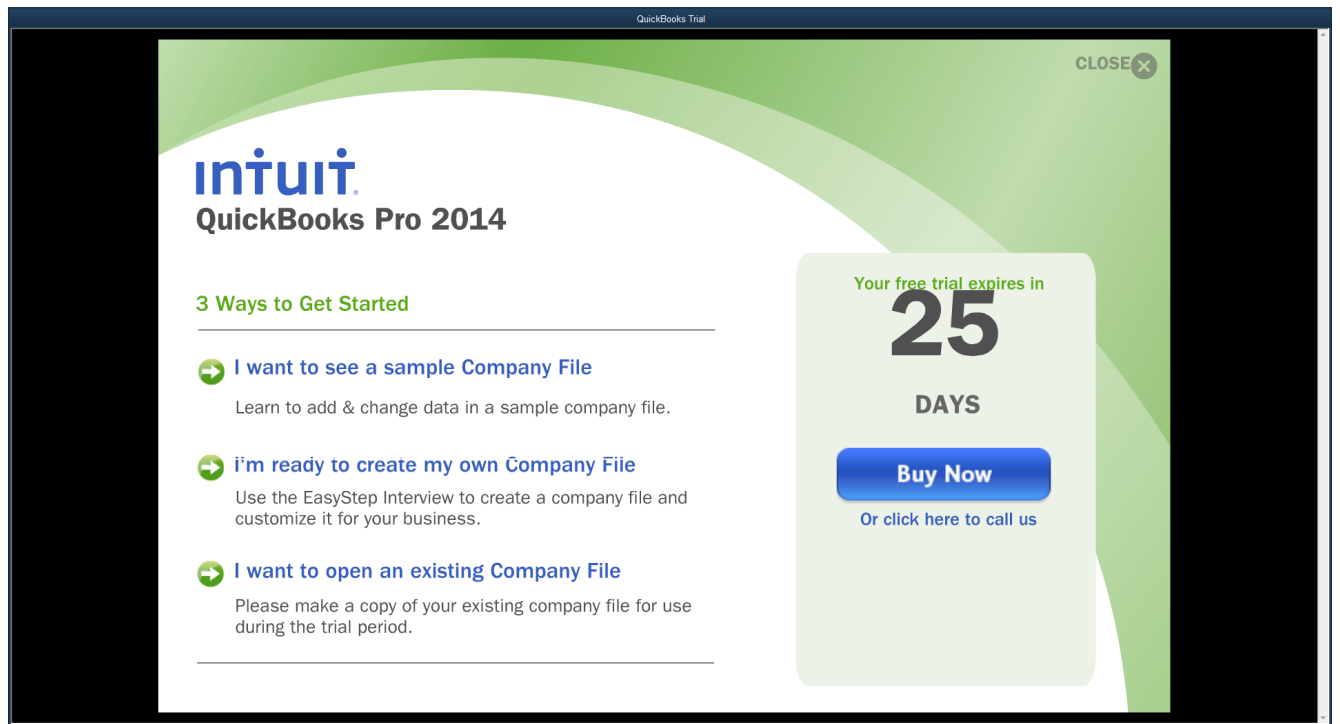 QuickBooks Trial
CLOSE
intuit
QuickBooks Pro 2014
3 Ways to Get Started
I want to see a sample Company File
Learn to add & change data in a sample company file.
i'm ready to create my own Company File
Use the EasyStep Interview to create a company file and
customize it for your business.
I want to open an existing Company File
Please make a copy of your existing company file for use
during the trial period.
Your free trial expires in
25
DAYS
Buy Now
Or click here to call us